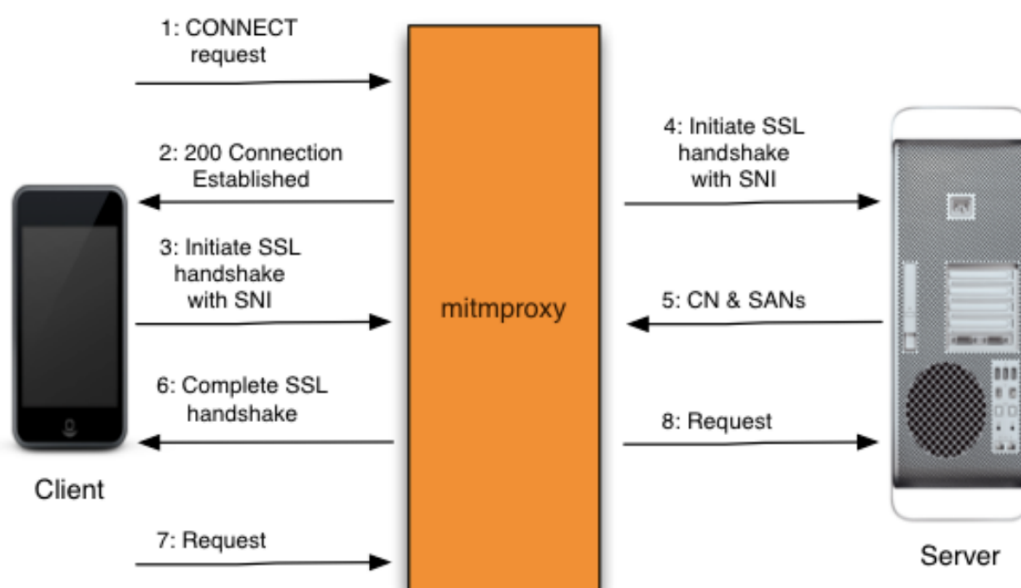 1: CONNECT
request
2: 200 Connection
Established
3: Initiate SSL
handshake
with SNI
6: Complete SSL
handshake
7: Request
Client
mitmproxy
4: Initiate SSL
handshake
with SNI
5: CN & SANs
8: Request
Server